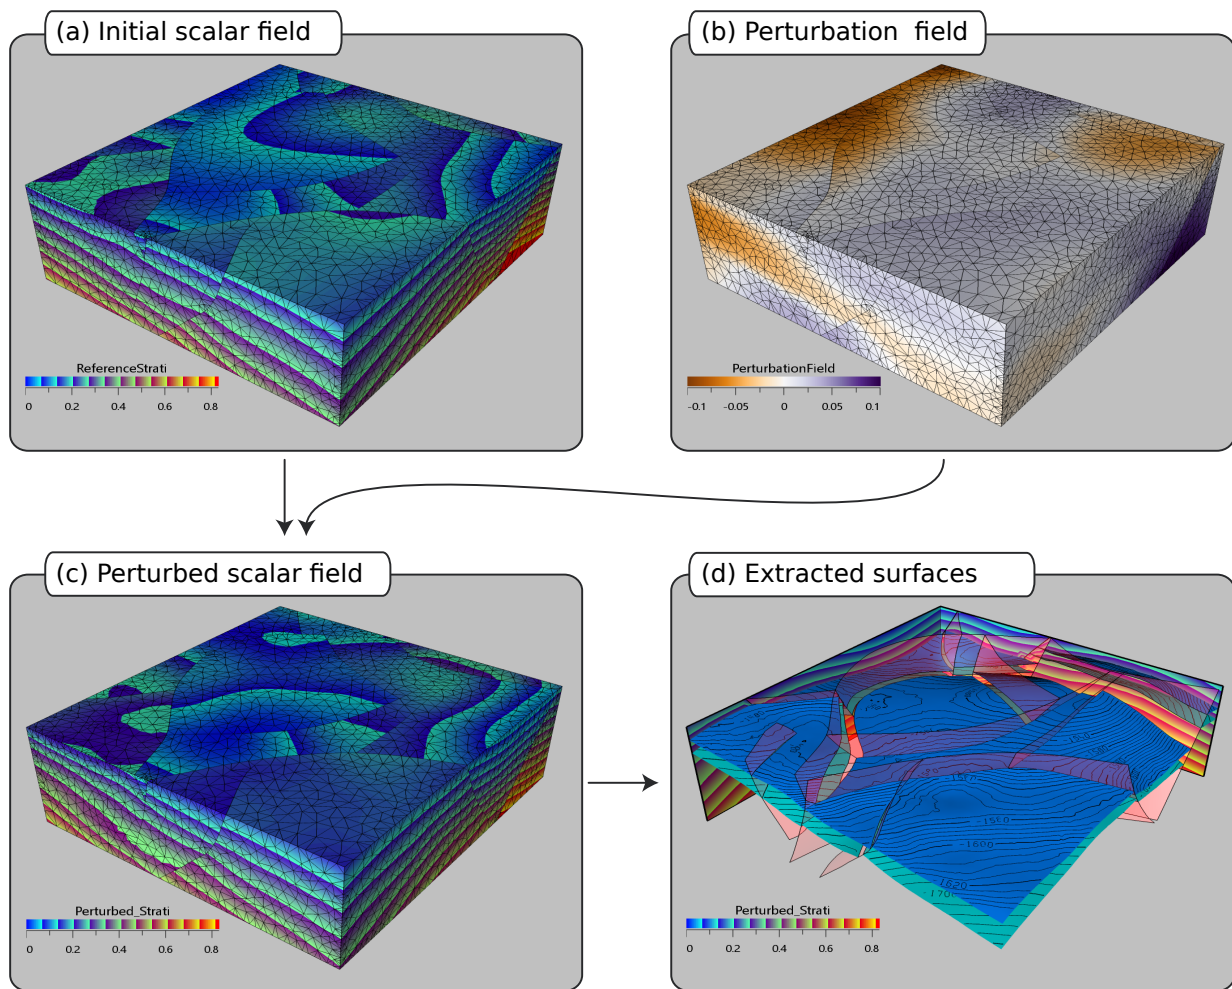 (a) Initial scalar field
(b) Perturbation field
ReferenceStrati
0 0.2 0.4 0.6 0.8
PerturbationField
-0.1 -0.05 0 0.05 0.1
(c) Perturbed scalar field
(d) Extracted surfaces
Perturbed_Strati
0 0.2 0.4 0.6 0.8
-1600
Perturbed_Strati
0 0.2 0.4 0.6 0.8